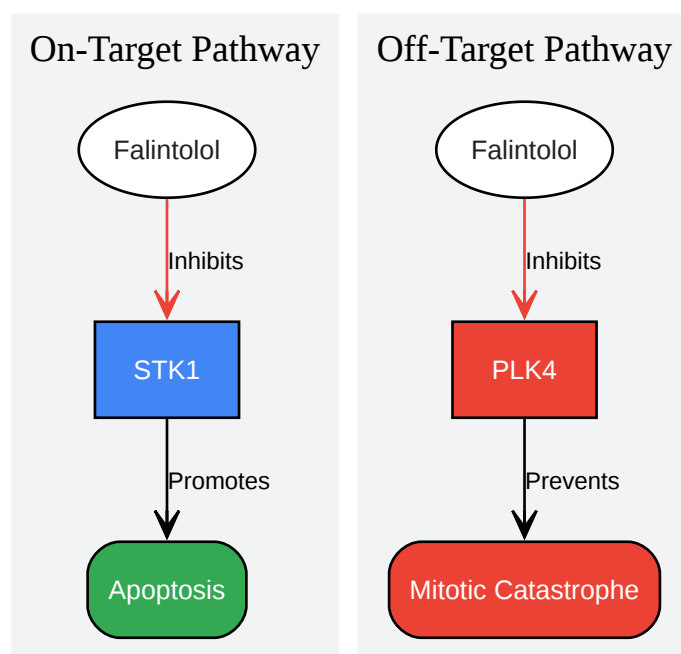 On-Target Pathway
Falintolol
Inhibits
STK1
Promotes
Apoptosis
Off-Target Pathway
Falintolol
Inhibits
PLK4
Prevents
Mitotic Catastrophe